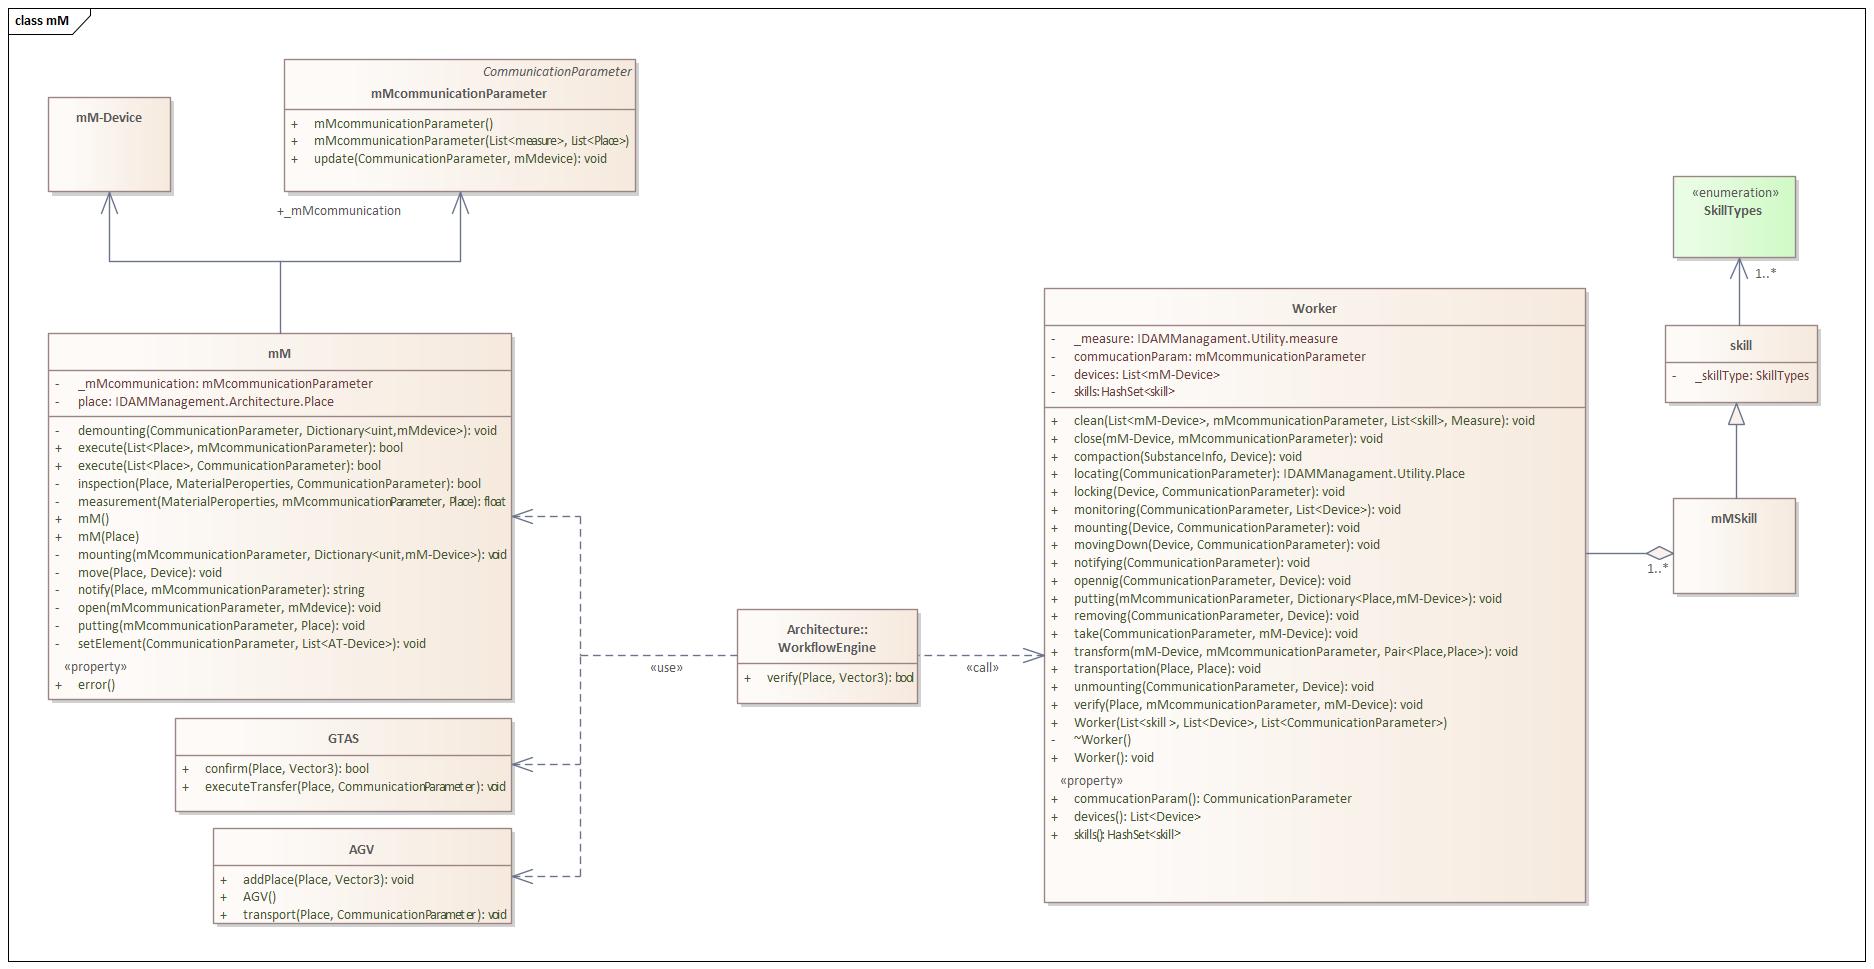 class mM
CommunicationParameter
mMcommunicationParameter
+ mMcommunicationParameter()
+ mMcommunicationParameter(List<measure>, List<Place>)
+ update(CommunicationParameter, mMdevice): void
mM-Device
+_mMcommunication
mM
- _mMcommunication: mMcommunicationParameter
- place: IDAMManagement.Architecture.Place
- demounting(CommunicationParameter, Dictionary<uint,mMdevice>): void
+ execute(List<Place>, mMcommunicationParameter): bool
+ execute(List<Place>, CommunicationParameter): bool
- inspection(Place, MaterialPeroperties, CommunicationParameter): bool
- measurement(MaterialPeroperties, mMcommunicationParameter, Place): float
+ mM()
+ mM(Place)
- mounting(mMcommunicationParameter, Dictionary<unit,mM-Device>): void
- move(Place, Device): void
- notify(Place, mMcommunicationParameter): string
- open(mMcommunicationParameter, mMdevice): void
- putting(mMcommunicationParameter, Place): void
- setElement(CommunicationParameter, List<AT-Device>): void
«property»
+ error()
GTAS
+ confirm(Place, Vector3): bool
+ executeTransfer(Place, CommunicationParameter): void
AGV
+ addPlace(Place, Vector3): void
+ AGV()
+ transport(Place, CommunicationParameter): void
«use»
Architecture::
WorkflowEngine
+ verify(Place, Vector3): bool
«call»
Worker
- _measure: IDAMManagament.Utility.measure
- commucationParam: mMcommunicationParameter
- devices: List<mM-Device>
- skills: HashSet<skill>
+ clean(List<mM-Device>, mMcommunicationParameter, List<skill>, Measure): void
+ close(mM-Device, mMcommunicationParameter): void
+ compaction(SubstanceInfo, Device): void
+ locating(CommunicationParameter): IDAMManagament.Utility.Place
+ locking(Device, CommunicationParameter): void
+ monitoring(CommunicationParameter, List<Device>): void
+ mounting(Device, CommunicationParameter): void
+ movingDown(Device, CommunicationParameter): void
+ notifying(CommunicationParameter): void
+ opennig(CommunicationParameter, Device): void
+ putting(mMcommunicationParameter, Dictionary<Place,mM-Device>): void
+ removing(CommunicationParameter, Device): void
+ take(CommunicationParameter, mM-Device): void
+ transform(mM-Device, mMcommunicationParameter, Pair<Place,Place>): void
+ transportation(Place, Place): void
+ unmounting(CommunicationParameter, Device): void
+ verify(Place, mMcommunicationParameter, mM-Device): void
+ Worker(List<skill >, List<Device>, List<CommunicationParameter>)
- ~Worker()
+ Worker(): void
«property»
+ commucationParam(): CommunicationParameter
+ devices(): List<Device>
+ skills(): HashSet<skill>
«enumeration»
SkillTypes
1..*
skill
- _skillType: SkillTypes
mMSkill
1..*